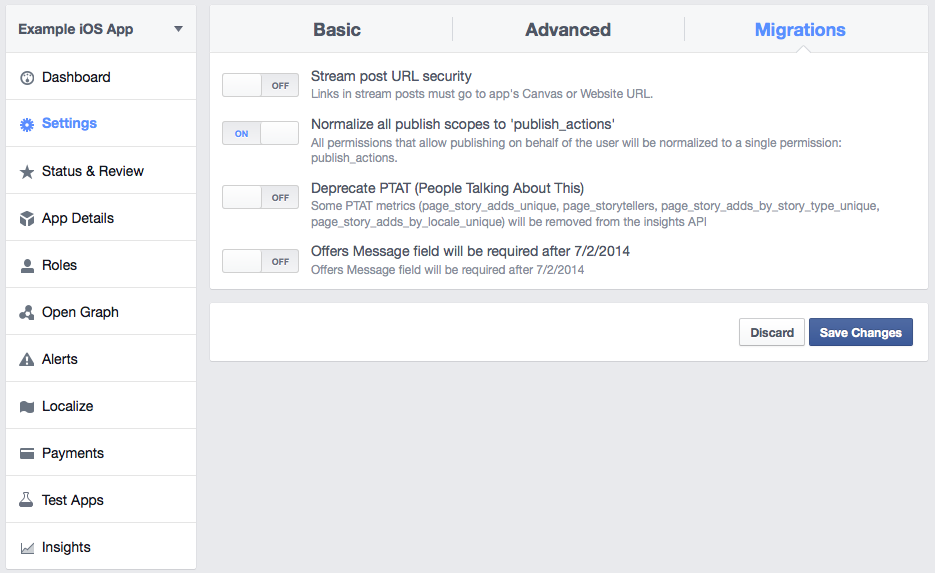 Example iOS App
Dashboard
Settings
Status & Review
App Details
Roles
Open Graph
Alerts
Localize
Payments
Test Apps
Insights
Basic
Advanced
Migrations
OFF
Stream post URL security
Links in stream posts must go to app's Canvas or Website URL.
ON
Normalize all publish scopes to 'publish_actions'
All permissions that allow publishing on behalf of the user will be normalized to a single permission:
publish_actions.
OFF
Deprecate PTAT (People Talking About This)
Some PTAT metrics (page_story_adds_unique, page_storytellers, page_story_adds_by_story_type_unique,
page_story_adds_by_locale_unique) will be removed from the insights API
OFF
Offers Message field will be required after 7/2/2014
Offers Message field will be required after 7/2/2014
Discard
Save Changes